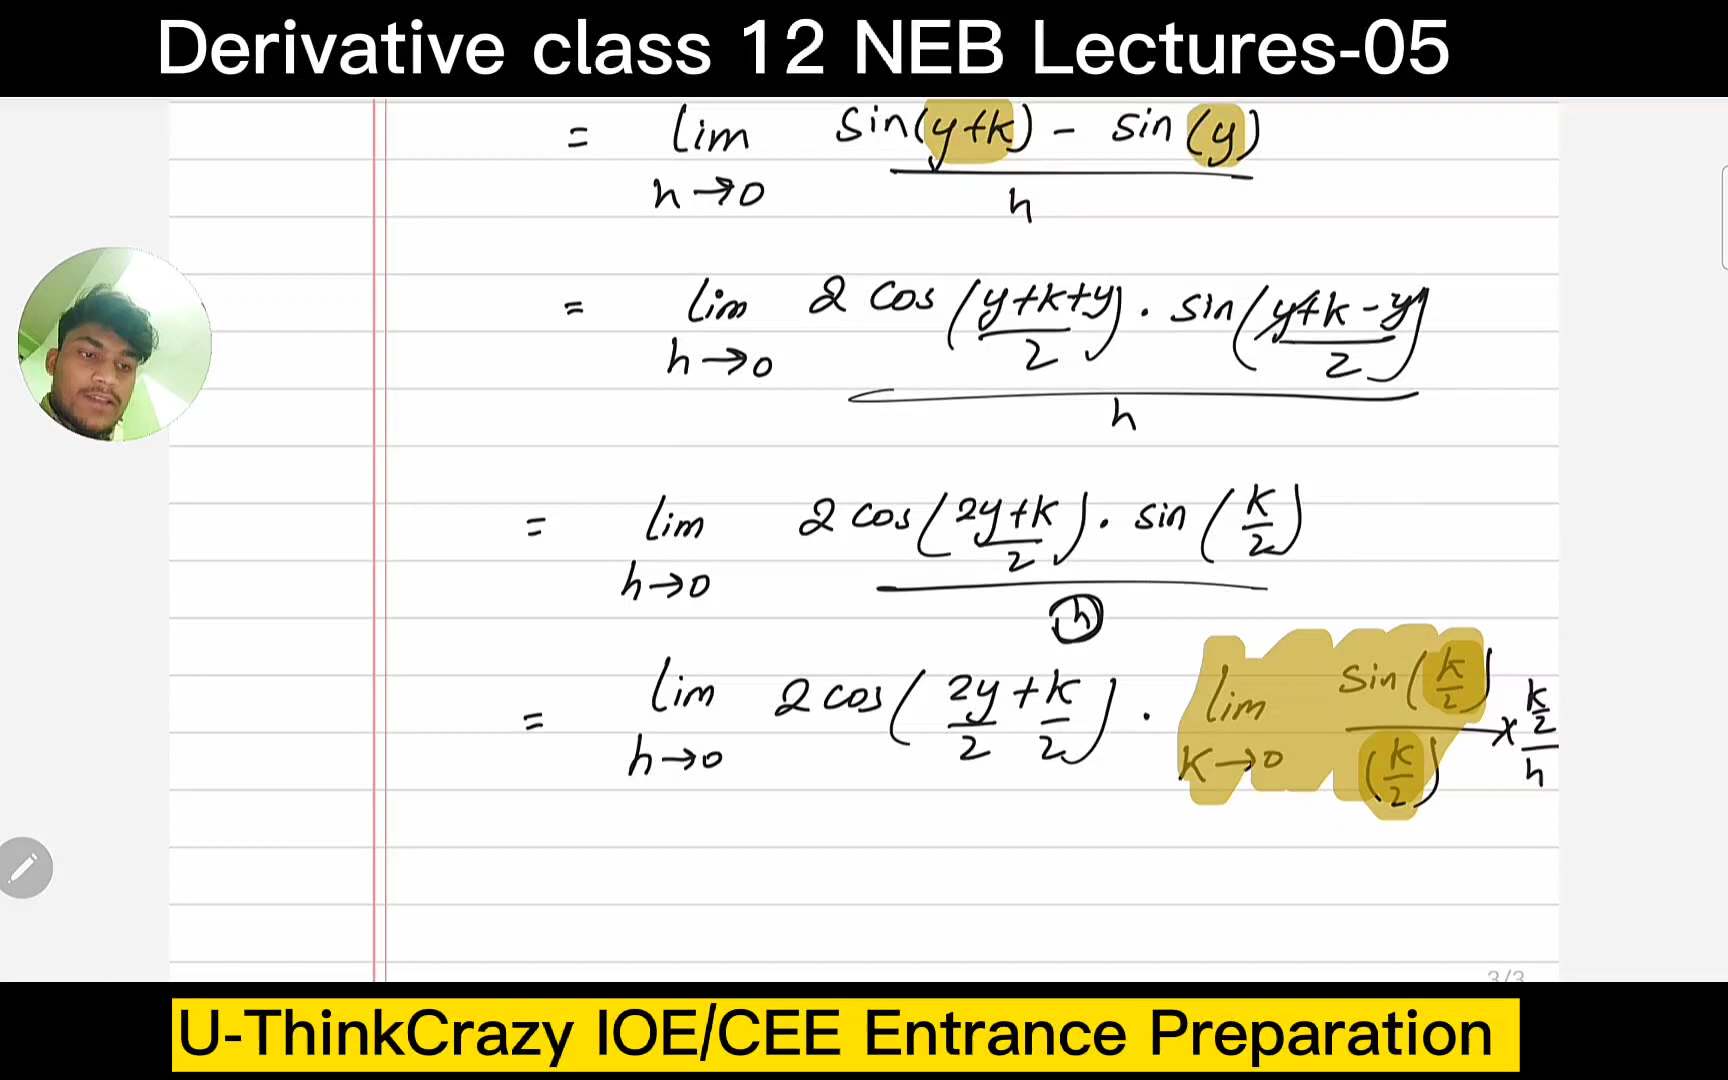 Derivative class 12 NEB Lectures-05
= lim sin(y+k) - sin(y)
h→0 h
= lim 2 cos(y+k+y). sin(y+k-y)
h→0 2 2
h
= lim 2 cos(2y+k). sin(k/2)
h→0 2
h
= lim 2 cos(2y/2 + k/2). lim sin(k/2) × k/2
h→0 K→0 (k/2) h
3/3
U-ThinkCrazy IOE/CEE Entrance Preparation